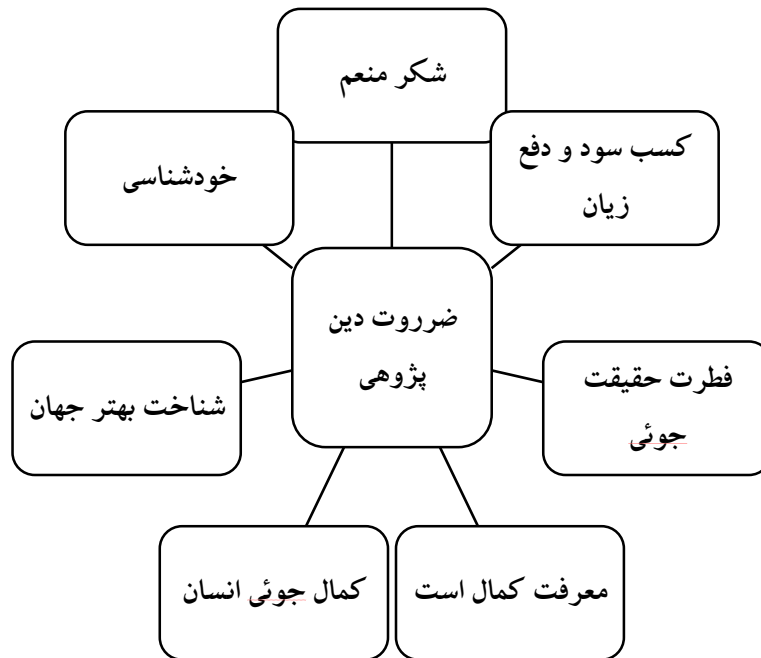 شکر منعم
کسب سود و دفع
زیان
خودشناسی
ضرروت دین
پژوهی
فطرت حقیقت
جوئی
شناخت بهتر جهان
معرفت کمال است
کمال جوئی انسان